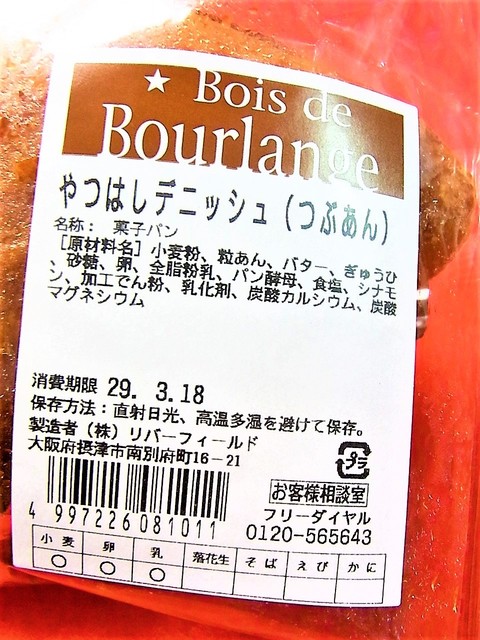 ★ Bois de
Bourlange
やつはしデニッシュ(つぶあん)
名称: 菓子パン
[原材料名]小麦粉、粒あん、バター、ぎゅうひ
、砂糖、卵、全脂粉乳、パン酵母、食塩、シナモ
ン、加工でん粉、乳化剤、炭酸カルシウム、炭酸
マグネシウム
消費期限 29. 3.18
保存方法:直射日光、高温多湿を避けて保存。
製造者(株)リバーフィールド
大阪府摂津市南別府町16-21
プラ
4 997226 081011
お客様相談室
フリーダイヤル
0120-565643
小麦 卵 乳 落花生 そば えび かに
○ ○ ○